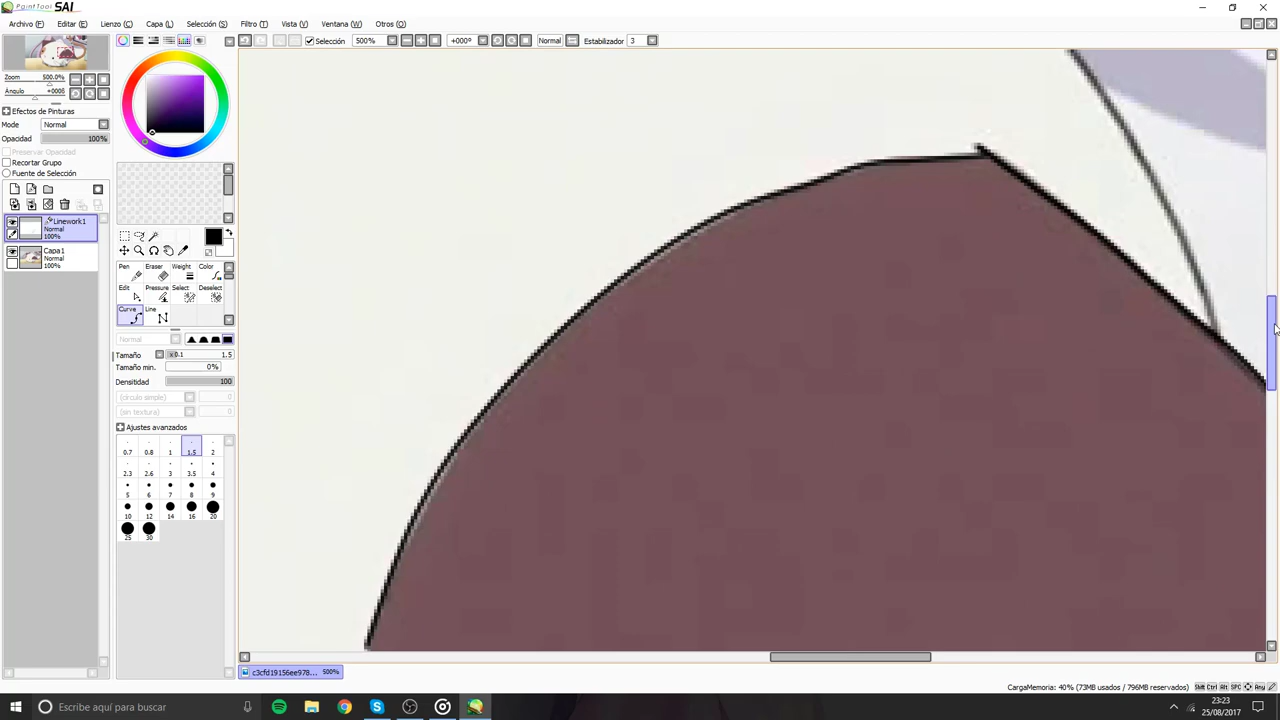 PaintTool SAI
Archivo (F) Editar (E) Lienzo (C) Capa (L) Selección (S) Filtro (T) Vista (V) Ventana (W) Otros (O)
Selección 500% +000º Normal Estabilizador 3
Zoom 500.0%
Ángulo +000δ
Efectos de Pinturas
Mode Normal
Opacidad 100%
Preservar Opacidad
Recortar Grupo
Fuente de Selección
Linework1
Normal
100%
Capa1
Normal
100%
Pen Eraser Weight Color
Edit Pressure Select Deselect
Curve Line
Normal
Tamaño x0.1 1.5
Tamaño min. 0%
Densitidad 100
(círculo simple) 0
(sin textura) 0
Ajustes avanzados
0.7 0.8 1 1.5 2
2.3 2.6 3 3.5 4
5 6 7 8 9
10 12 14 16 20
25 30
c3cfd19156ee978... 500%
CargaMemoria: 40% (73MB usados / 796MB reservados) Shft Ctrl Alt SPC Any
Escribe aquí para buscar
23:23
25/08/2017